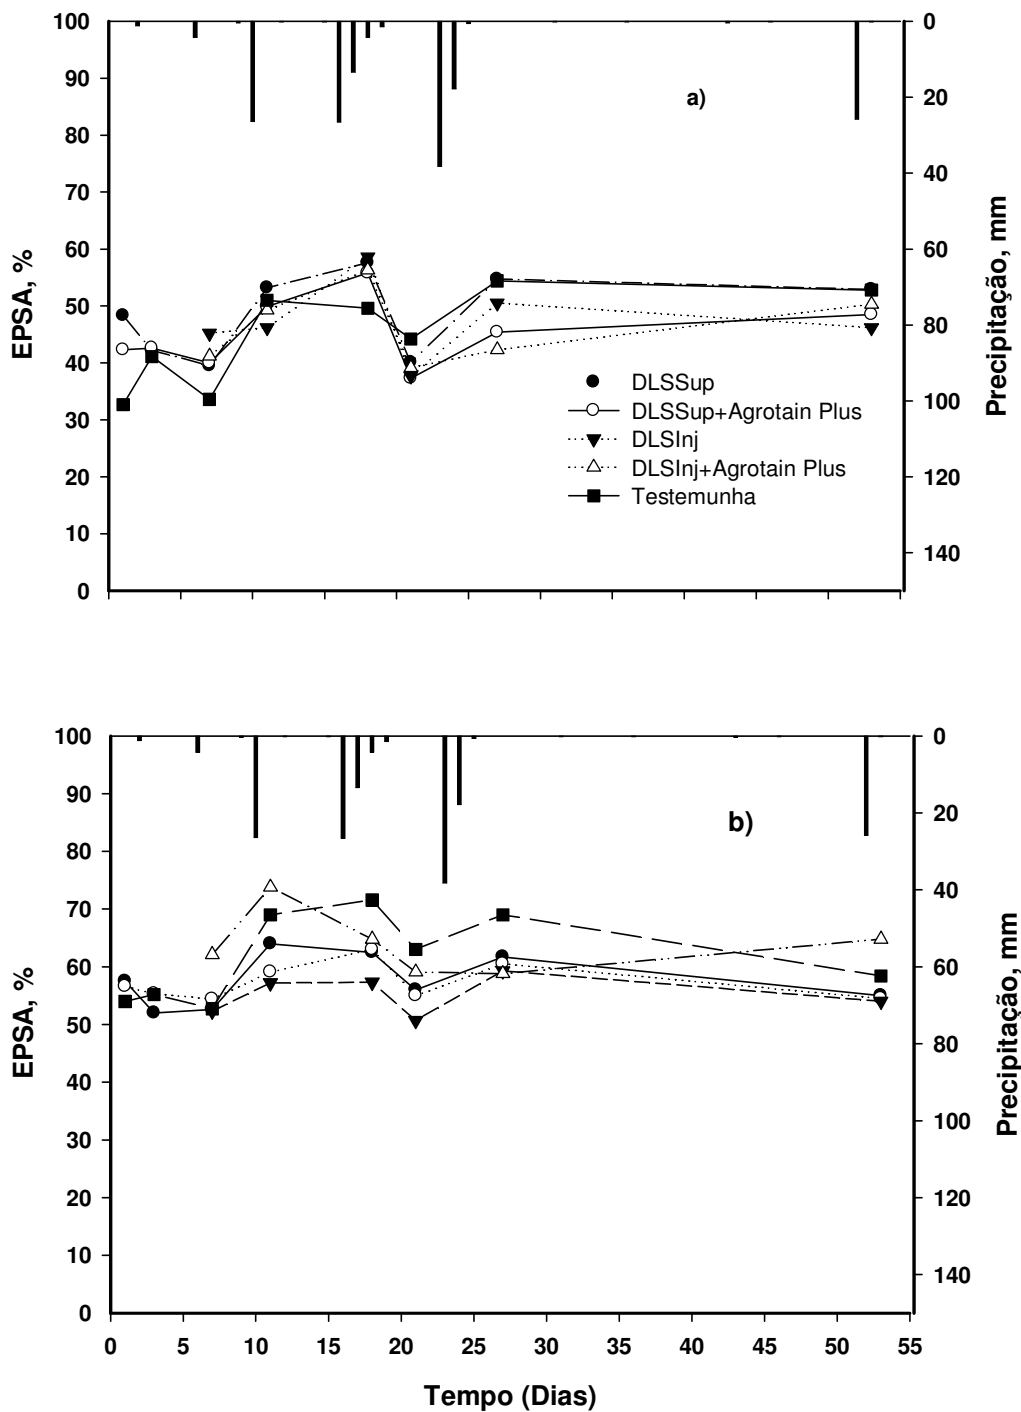 100
90
80
70
60
50
40
30
20
10
0
EPSA, %
0
20
40
60
80
100
120
140
Precipitação, mm
a)
DLSSup
DLSSup+Agrotain Plus
DLSInj
DLSInj+Agrotain Plus
Testemunha
100
90
80
70
60
50
40
30
20
10
0
EPSA, %
0
20
40
60
80
100
120
140
Precipitação, mm
b)
0 5 10 15 20 25 30 35 40 45 50 55
Tempo (Dias)